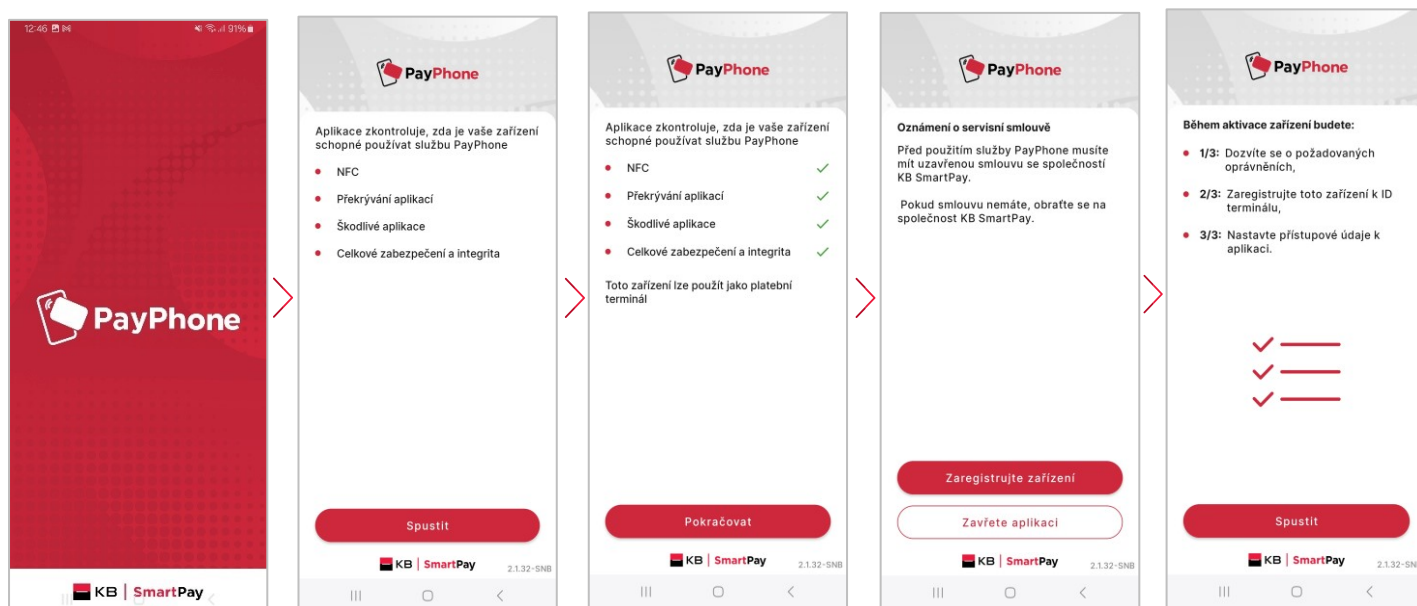 12:46
91%
PayPhone
KB | SmartPay
PayPhone
Aplikace zkontroluje, zda je vaše zařízení
schopné používat službu PayPhone
NFC
Překrývání aplikací
Škodlivé aplikace
Celkové zabezpečení a integrita
Spustit
KB | SmartPay
2.1.32-SNB
PayPhone
Aplikace zkontroluje, zda je vaše zařízení
schopné používat službu PayPhone
NFC
Překrývání aplikací
Škodlivé aplikace
Celkové zabezpečení a integrita
Toto zařízení lze použít jako platební
terminál
Pokračovat
KB | SmartPay
2.1.32-SNB
PayPhone
Oznámení o servisní smlouvě
Před použitím služby PayPhone musíte
mít uzavřenou smlouvu se společností
KB SmartPay.
Pokud smlouvu nemáte, obraťte se na
společnost KB SmartPay.
Zaregistrujte zařízení
Zavřete aplikaci
KB | SmartPay
2.1.32-SNB
PayPhone
Během aktivace zařízení budete:
1/3: Dozvíte se o požadovaných
oprávněních,
2/3: Zaregistrujte toto zařízení k ID
terminálu,
3/3: Nastavte přístupové údaje k
aplikaci.
Spustit
KB | SmartPay
2.1.32-SN